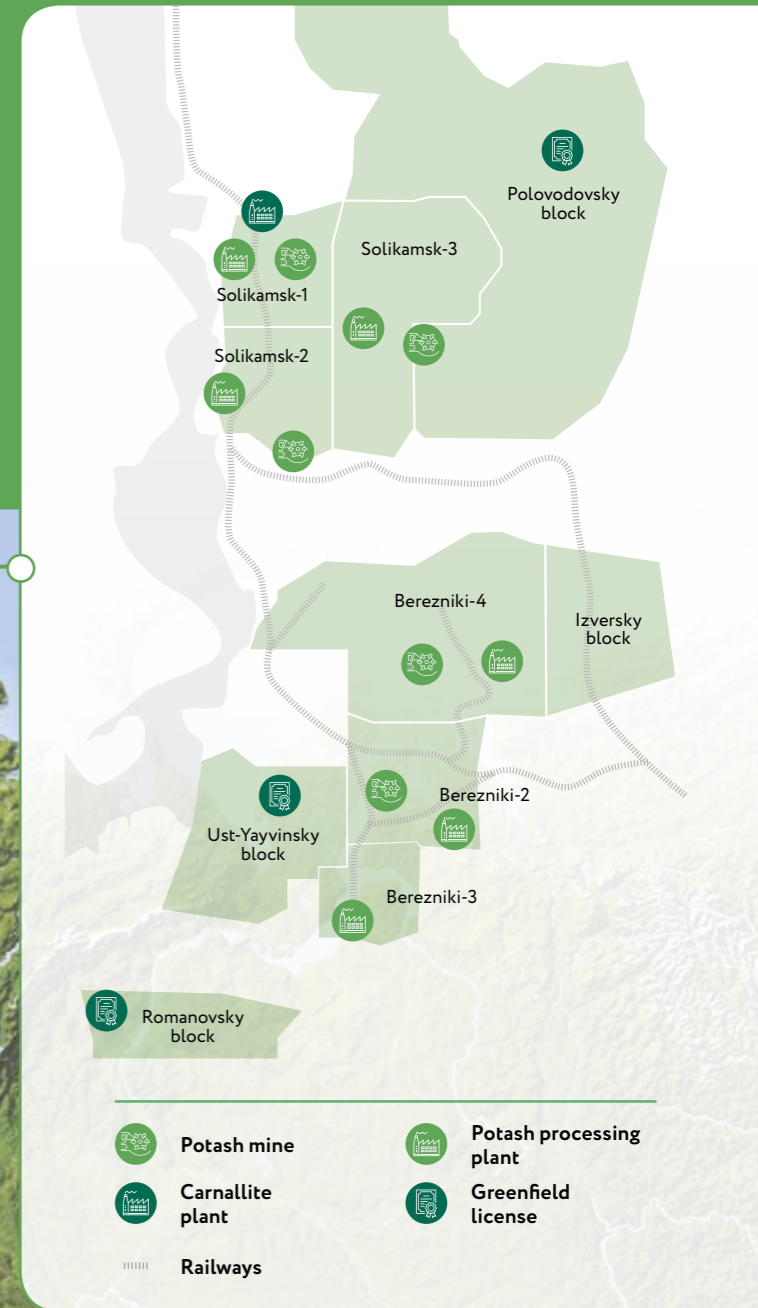 Polovodovsky
block
Solikamsk-3
Solikamsk-1
Solikamsk-2
Berezniki-4
Izversky
block
Berezniki-2
Ust-Yayvinsky
block
Berezniki-3
Romanovsky
block
Potash mine
Potash processing
plant
Carnallite
plant
Greenfield
license
Railways